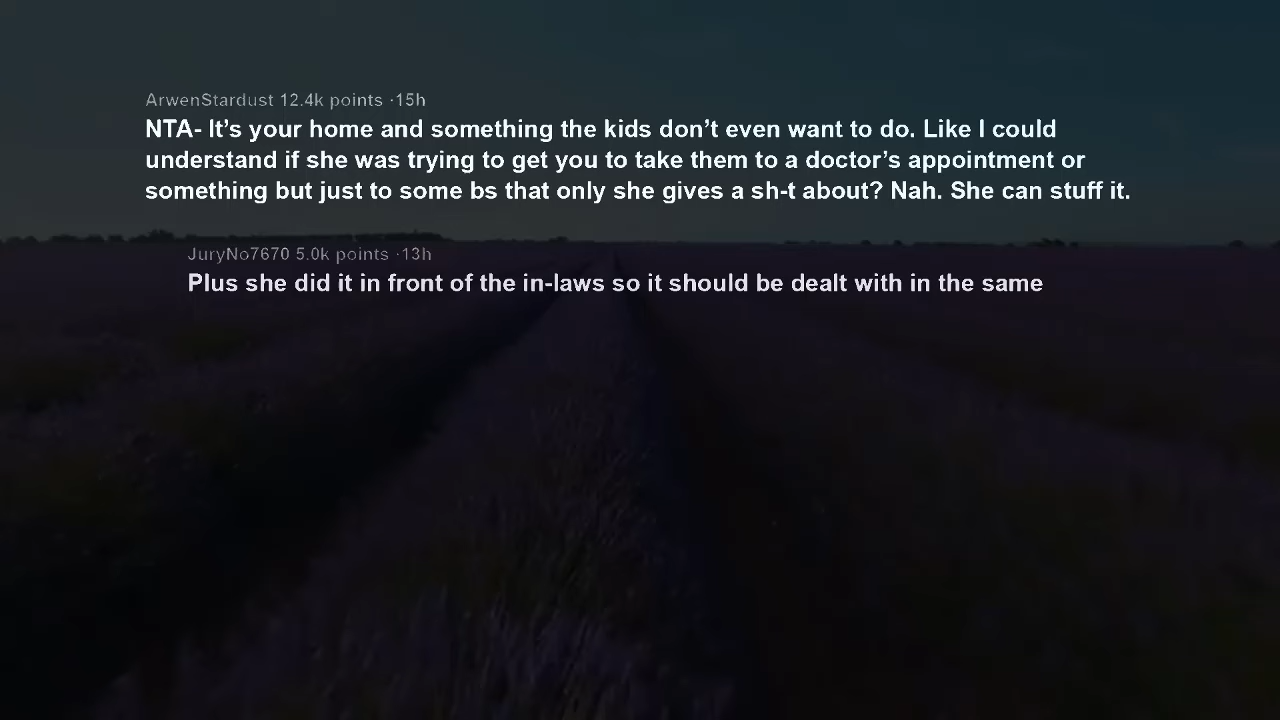 ArwenStardust 12.4k points ·15h
NTA- It’s your home and something the kids don’t even want to do. Like I could
understand if she was trying to get you to take them to a doctor’s appointment or
something but just to some bs that only she gives a sh-t about? Nah. She can stuff it.
JuryNo7670 5.0k points ·13h
Plus she did it in front of the in-laws so it should be dealt with in the same